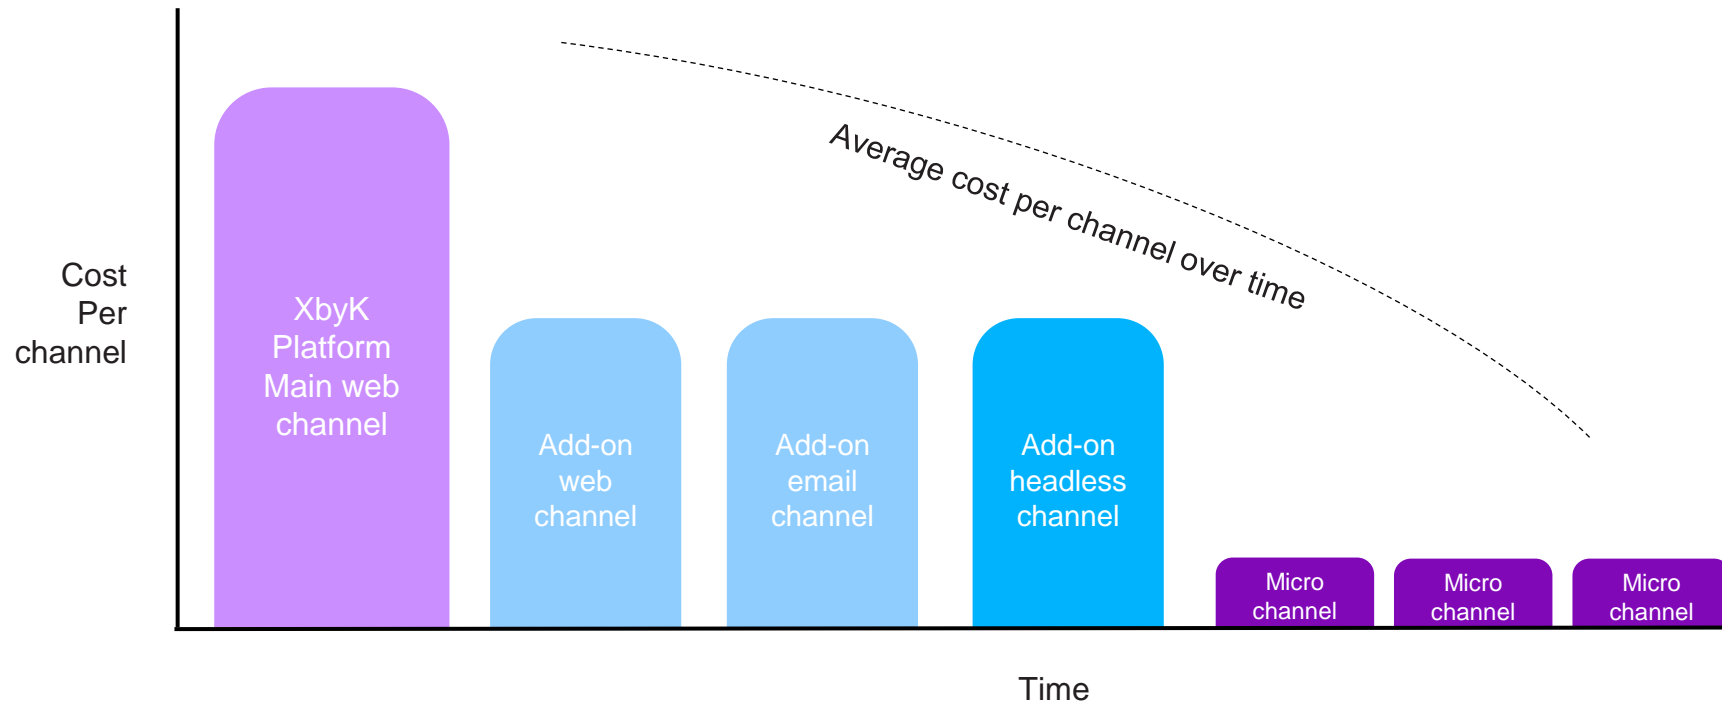 Average cost per channel over time
Cost
Per
channel
XbyK
Platform
Main web
channel
Add-on
web
channel
Add-on
email
channel
Add-on
headless
channel
Micro
channel
Micro
channel
Micro
channel
Time